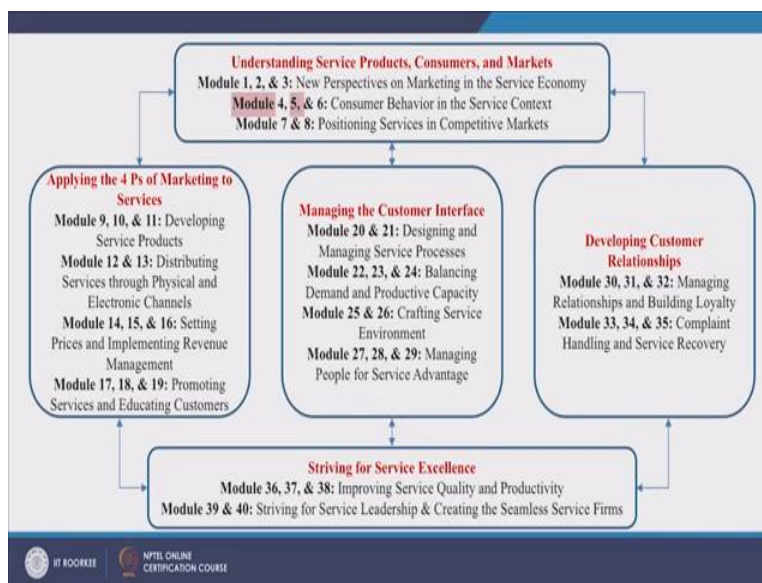 Understanding Service Products, Consumers, and Markets
Module 1, 2, & 3: New Perspectives on Marketing in the Service Economy
Module 4, 5, & 6: Consumer Behavior in the Service Context
Module 7 & 8: Positioning Services in Competitive Markets
Applying the 4 Ps of Marketing to
Services
Module 9, 10, & 11: Developing
Service Products
Module 12 & 13: Distributing
Services through Physical and
Electronic Channels
Module 14, 15, & 16: Setting
Prices and Implementing Revenue
Management
Module 17, 18, & 19: Promoting
Services and Educating Customers
Managing the Customer Interface
Module 20 & 21: Designing and
Managing Service Processes
Module 22, 23, & 24: Balancing
Demand and Productive Capacity
Module 25 & 26: Crafting Service
Environment
Module 27, 28, & 29: Managing
People for Service Advantage
Developing Customer
Relationships
Module 30, 31, & 32: Managing
Relationships and Building Loyalty
Module 33, 34, & 35: Complaint
Handling and Service Recovery
Striving for Service Excellence
Module 36, 37, & 38: Improving Service Quality and Productivity
Module 39 & 40: Striving for Service Leadership & Creating the Seamless Service Firms
IIT ROORKEE
NPTEL ONLINE
CERTIFICATION COURSE